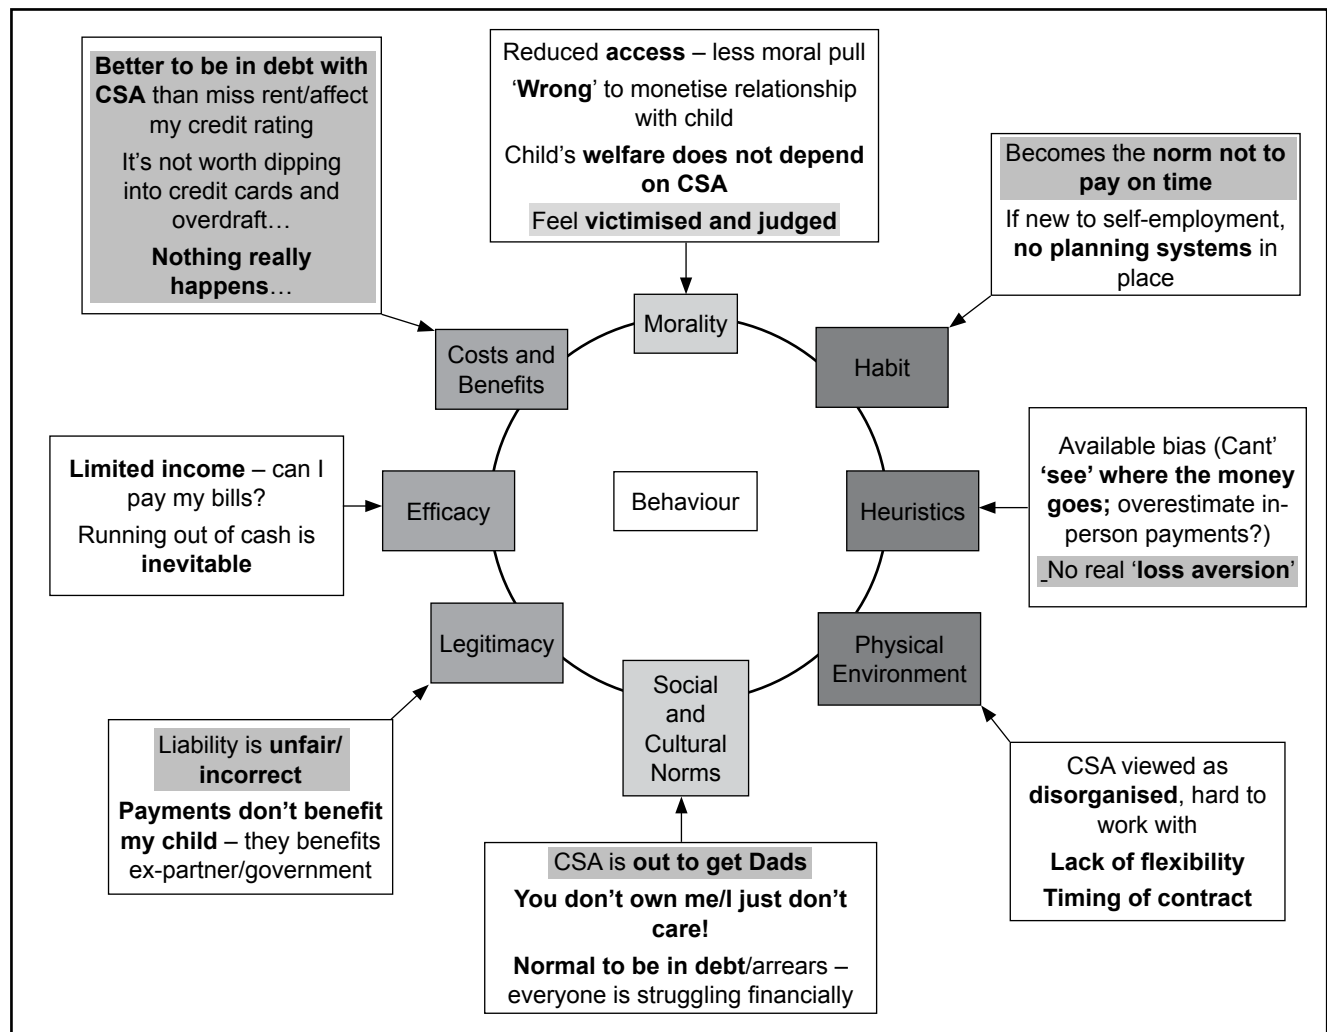 Better to be in debt with
CSA than miss rent/affect
my credit rating
It’s not worth dipping
into credit cards and
overdraft…
Nothing really
happens…
Reduced access – less moral pull
‘Wrong’ to monetise relationship
with child
Child’s welfare does not depend
on CSA
Feel victimised and judged
Becomes the norm not to
pay on time
If new to self-employment,
no planning systems in
place
Morality
Costs and
Benefits
Habit
Limited income – can I
pay my bills?
Running out of cash is
inevitable
Efficacy
Behaviour
Heuristics
Available bias (Cant’
‘see’ where the money
goes; overestimate in-
person payments?)
No real ‘loss aversion’
Legitimacy
Social
and
Cultural
Norms
Physical
Environment
Liability is unfair/
incorrect
Payments don’t benefit
my child – they benefits
ex-partner/government
CSA is out to get Dads
You don’t own me/I just don’t
care!
Normal to be in debt/arrears –
everyone is struggling financially
CSA viewed as
disorganised, hard to
work with
Lack of flexibility
Timing of contract